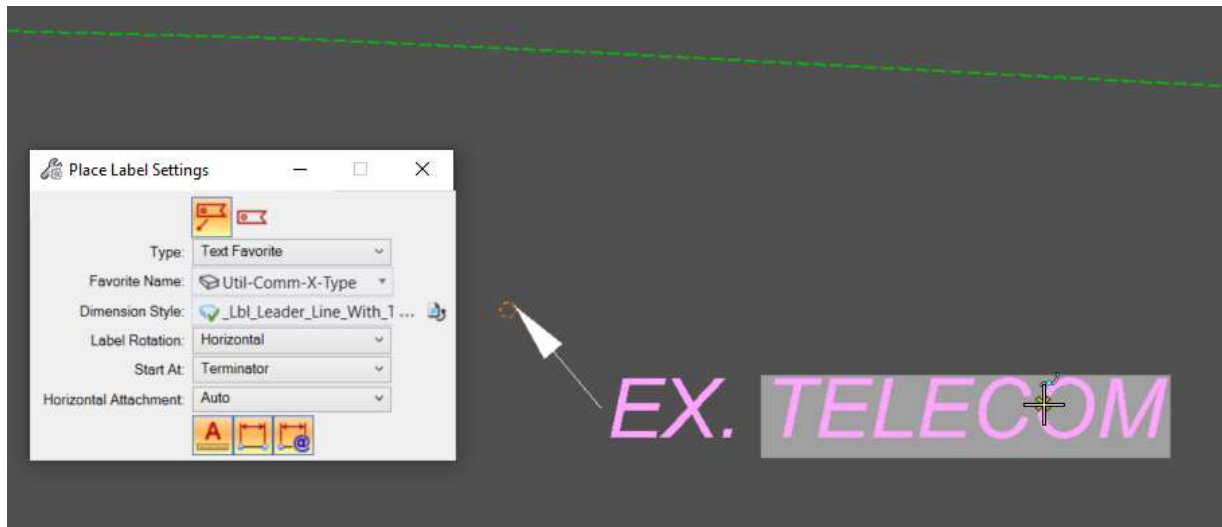 Place Label Settings
Type: Text Favorite
Favorite Name: Util-Comm-X-Type
Dimension Style: _Lbl_Leader_Line_With_T ...
Label Rotation: Horizontal
Start At: Terminator
Horizontal Attachment: Auto
A @
EX. TELECOM